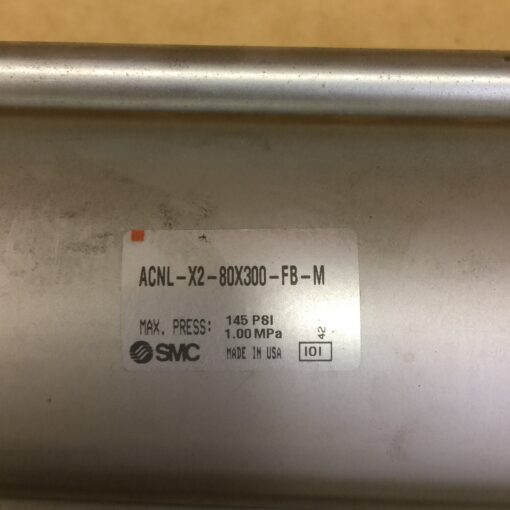 ACNL-X2-80X300-FB-M
MAX. PRESS: 145 PSI
1.00 MPa
SMC MADE IN USA IOI 42